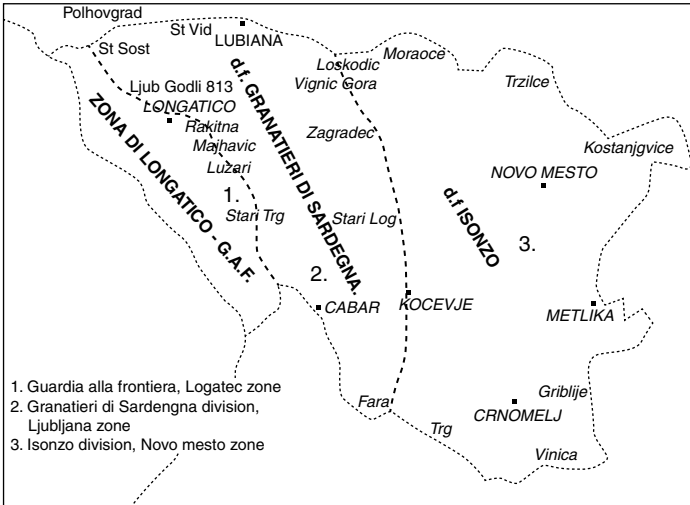 Polhovgrad
St Vid
LUBIANA
St Sost
Moraoce
Loskodic
Vignic Gora
Trzilce
Ljub Godli 813
LONGATICO
Rakitna
Majhavic
Luzari
Zagradec
Kostanjgvice
NOVO MESTO
ZONA DI LONGATICO - G.A.F.
d.f. GRANATIERI DI SARDEGNA.
d.f ISONZO
1.
Stari Trg
Stari Log
3.
2.
CABAR
KOCEVJE
METLIKA
Fara
Griblije
CRNOMELJ
Trg
Vinica
1. Guardia alla frontiera, Logatec zone
2. Granatieri di Sardengna division,
Ljubljana zone
3. Isonzo division, Novo mesto zone